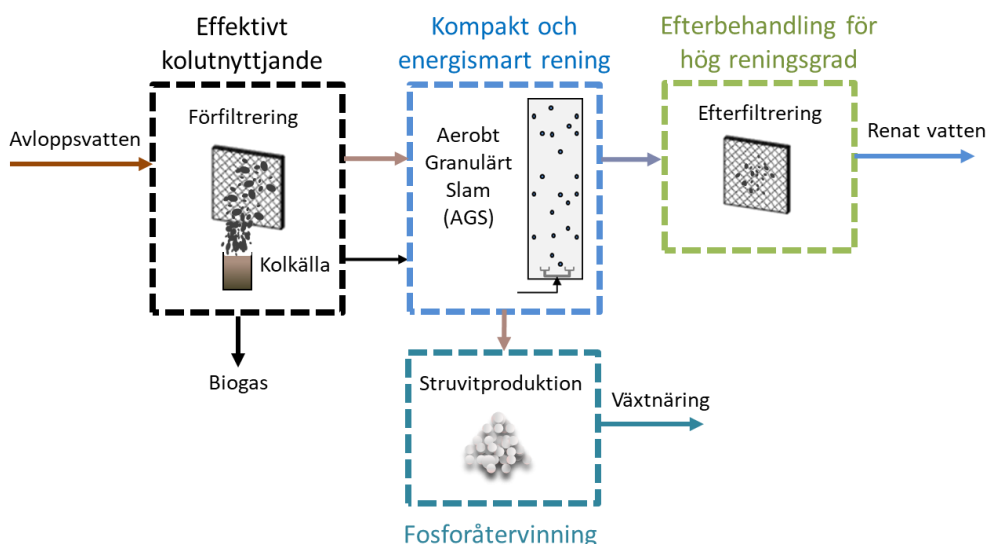 Effektivt
kolutnyttjande
Kompakt och
energismart rening
Efterbehandling för
hög reningsgrad
Avloppsvatten
Förfiltrering
Kolkälla
Aerobt
Granulärt
Slam
(AGS)
Efterfiltrering
Renat vatten
Biogas
Struvitproduktion
Växtnäring
Fosforåtervinning